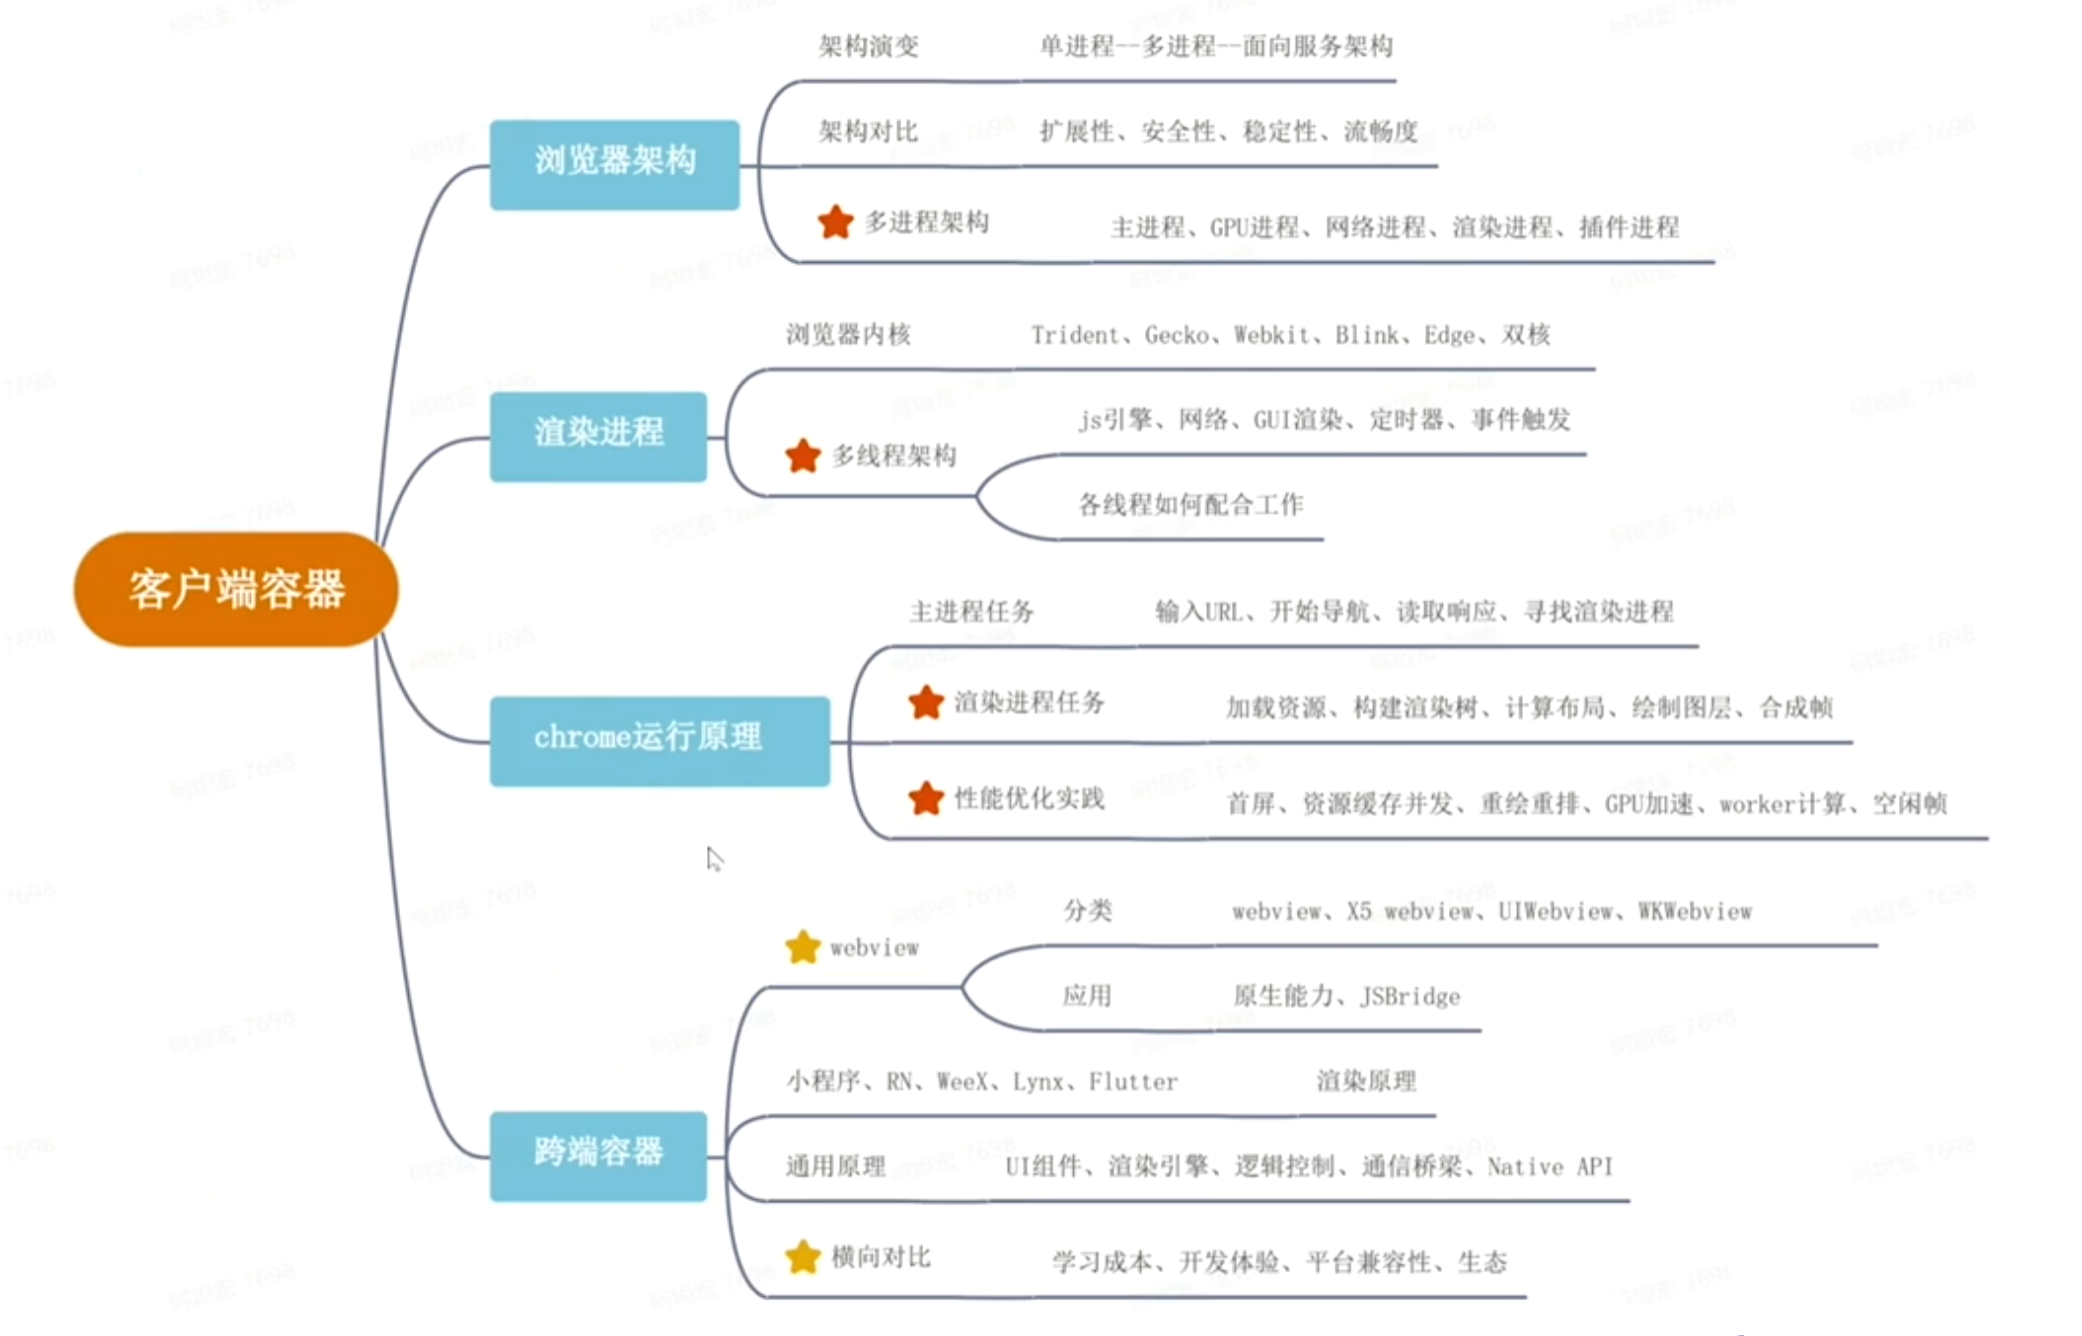 架构演变 单进程--多进程--面向服务架构
架构对比 扩展性、安全性、稳定性、流畅度
浏览器架构
多进程架构 主进程、GPU进程、网络进程、渲染进程、插件进程
浏览器内核 Trident、Gecko、Webkit、Blink、Edge、双核
js引擎、网络、GUI渲染、定时器、事件触发
渲染进程
多线程架构
各线程如何配合工作
客户端容器
主进程任务 输入URL、开始导航、读取响应、寻找渲染进程
渲染进程任务 加载资源、构建渲染树、计算布局、绘制图层、合成帧
chrome运行原理
性能优化实践 首屏、资源缓存并发、重绘重排、GPU加速、worker计算、空闲帧
分类 webview、X5 webview、UIWebview、WKWebview
webview
应用 原生能力、JSBridge
小程序、RN、WeeX、Lynx、Flutter 渲染原理
跨端容器
通用原理 UI组件、渲染引擎、逻辑控制、通信桥梁、Native API
横向对比 学习成本、开发体验、平台兼容性、生态